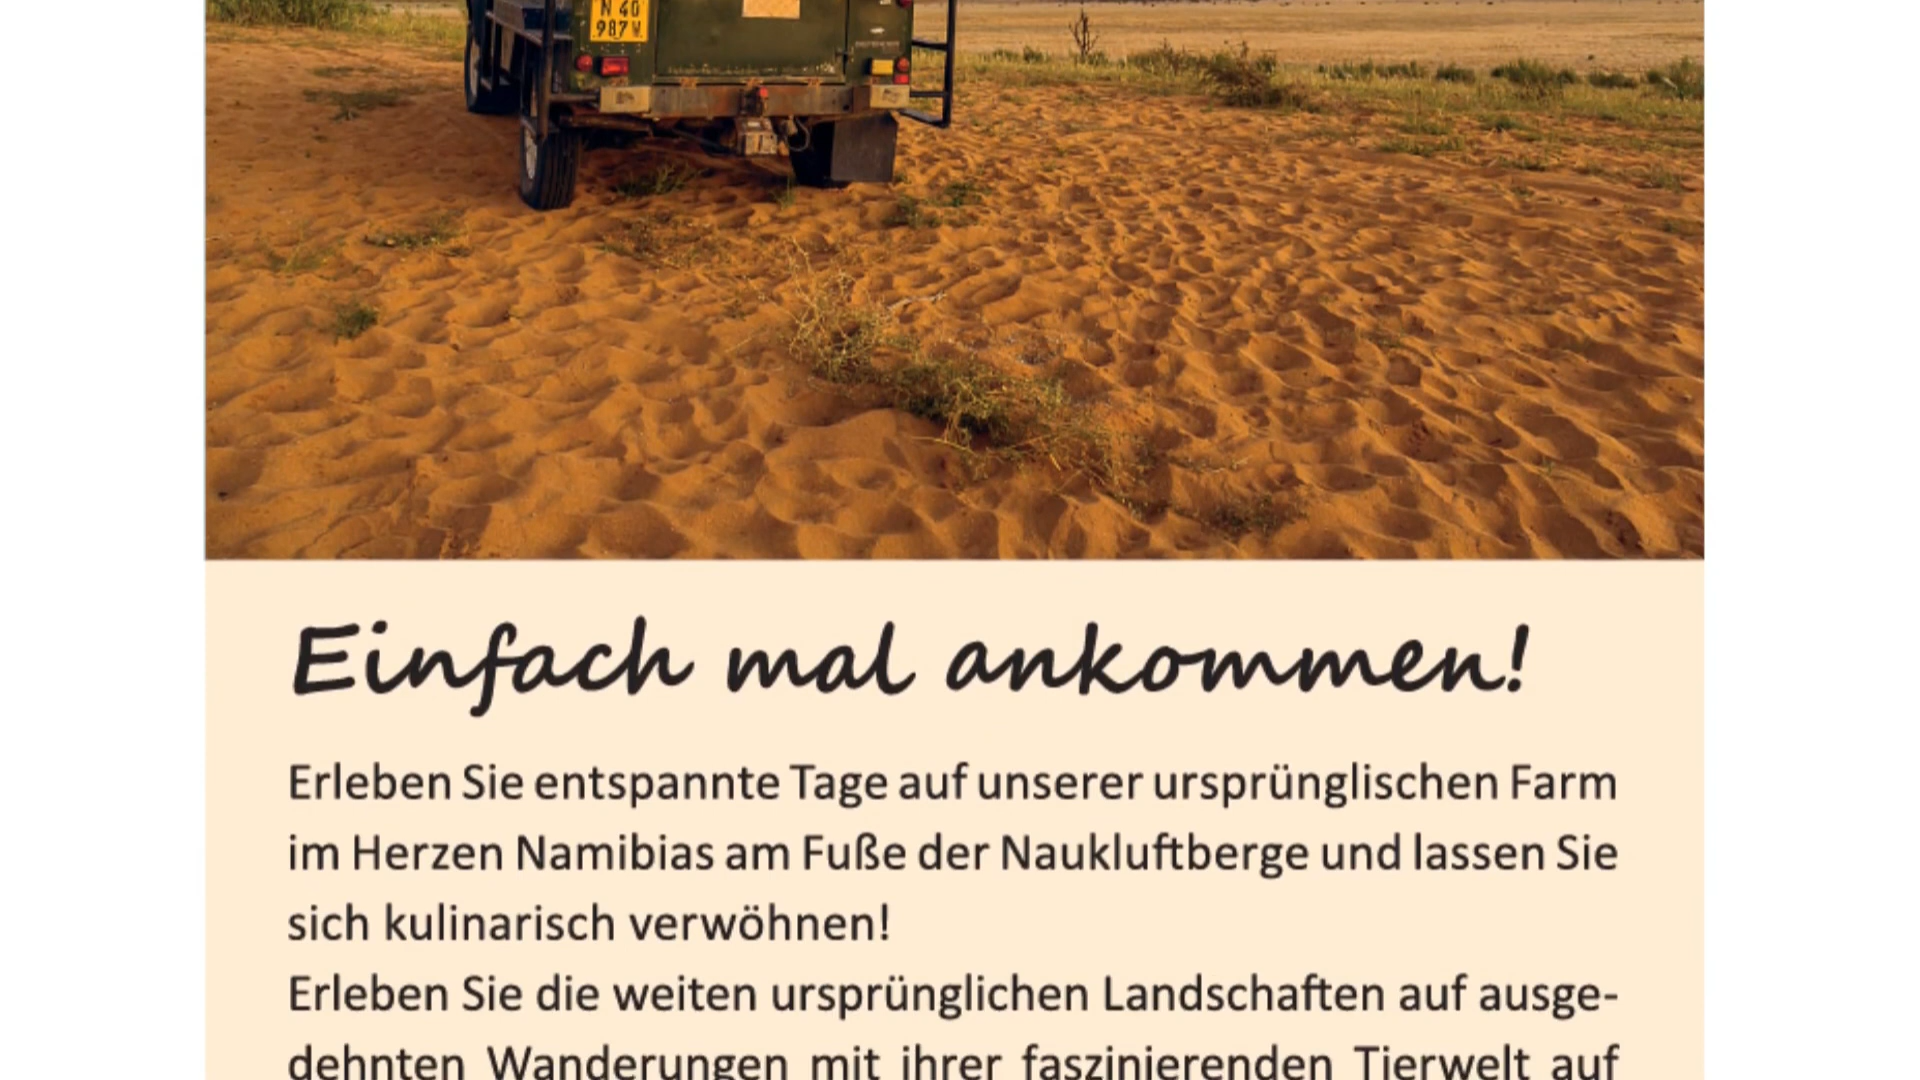 N 40
987 W
Einfach mal ankommen!
Erleben Sie entspannte Tage auf unserer ursprünglischen Farm
im Herzen Namibias am Fuße der Naukluftberge und lassen Sie
sich kulinarisch verwöhnen!
Erleben Sie die weiten ursprünglichen Landschaften auf ausge-
dehnten Wanderungen mit ihrer faszinierenden Tierwelt auf